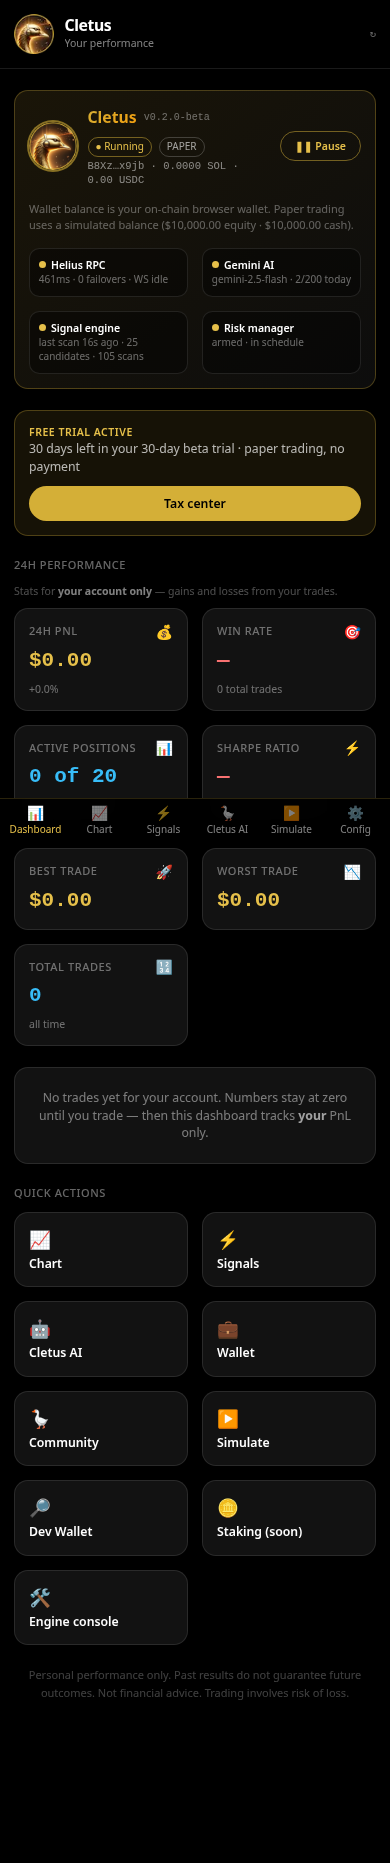 Cletus
Your performance
↻
Cletus v0.2.0-beta
● Running PAPER
B8Xz…x9jb · 0.0000 SOL ·
0.00 USDC
❚❚ Pause
Wallet balance is your on-chain browser wallet. Paper trading
uses a simulated balance ($10,000.00 equity · $10,000.00 cash).
Helius RPC
461ms · 0 failovers · WS idle
Gemini AI
gemini-2.5-flash · 2/200 today
Signal engine
last scan 16s ago · 25
candidates · 105 scans
Risk manager
armed · in schedule
FREE TRIAL ACTIVE
30 days left in your 30-day beta trial · paper trading, no
payment
Tax center
24H PERFORMANCE
Stats for your account only — gains and losses from your trades.
24H PNL
$0.00
+0.0%
WIN RATE
—
0 total trades
ACTIVE POSITIONS
0 of 20
SHARPE RATIO
—
Dashboard
Chart
Signals
Cletus AI
Simulate
Config
BEST TRADE
$0.00
WORST TRADE
$0.00
TOTAL TRADES
0
all time
No trades yet for your account. Numbers stay at zero
until you trade — then this dashboard tracks your PnL
only.
QUICK ACTIONS
Chart
Signals
Cletus AI
Wallet
Community
Simulate
Dev Wallet
Staking (soon)
Engine console
Personal performance only. Past results do not guarantee future
outcomes. Not financial advice. Trading involves risk of loss.